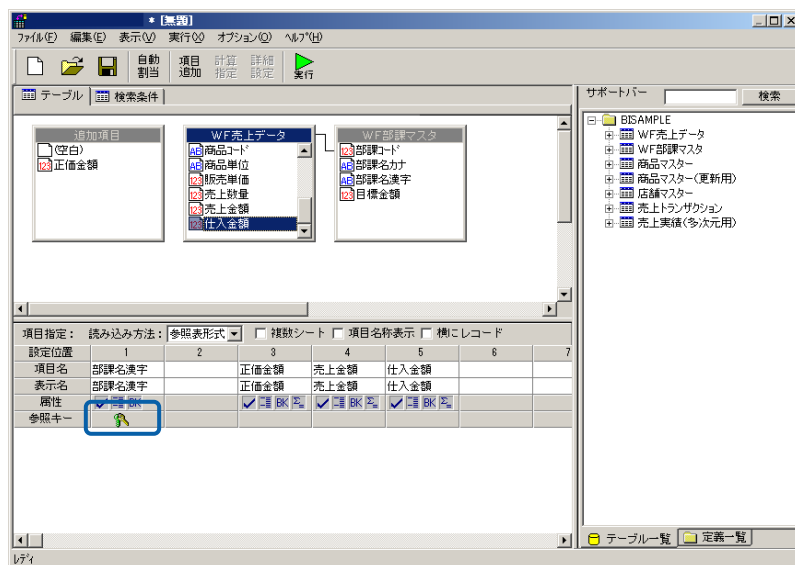 * [無題]
ファイル(F) 編集(E) 表示(V) 実行(X) オプション(O) ヘルプ(H)
自動割当 項目追加 計算指定 詳細設定 実行
テーブル 検索条件
サポートバー 検索
追加項目
(空白)
正価金額
WF売上データ
商品コード
商品単位
販売単価
売上数量
売上金額
仕入金額
WF部課マスタ
部課コード
部課名カナ
部課名漢字
目標金額
BISAMPLE
WF売上データ
WF部課マスタ
商品マスター
商品マスター(更新用)
店舗マスター
売上トランザクション
売上実績(多次元用)
項目指定: 読み込み方法: 参照表形式 複数シート 項目名称表示 横にレコード
設定位置 1 2 3 4 5 6 7
項目名 部課名漢字 正価金額 売上金額 仕入金額
表示名 部課名漢字 正価金額 売上金額 仕入金額
属性 BK BK Σ BK Σ BK Σ
参照キー
テーブル一覧 定義一覧
レディ